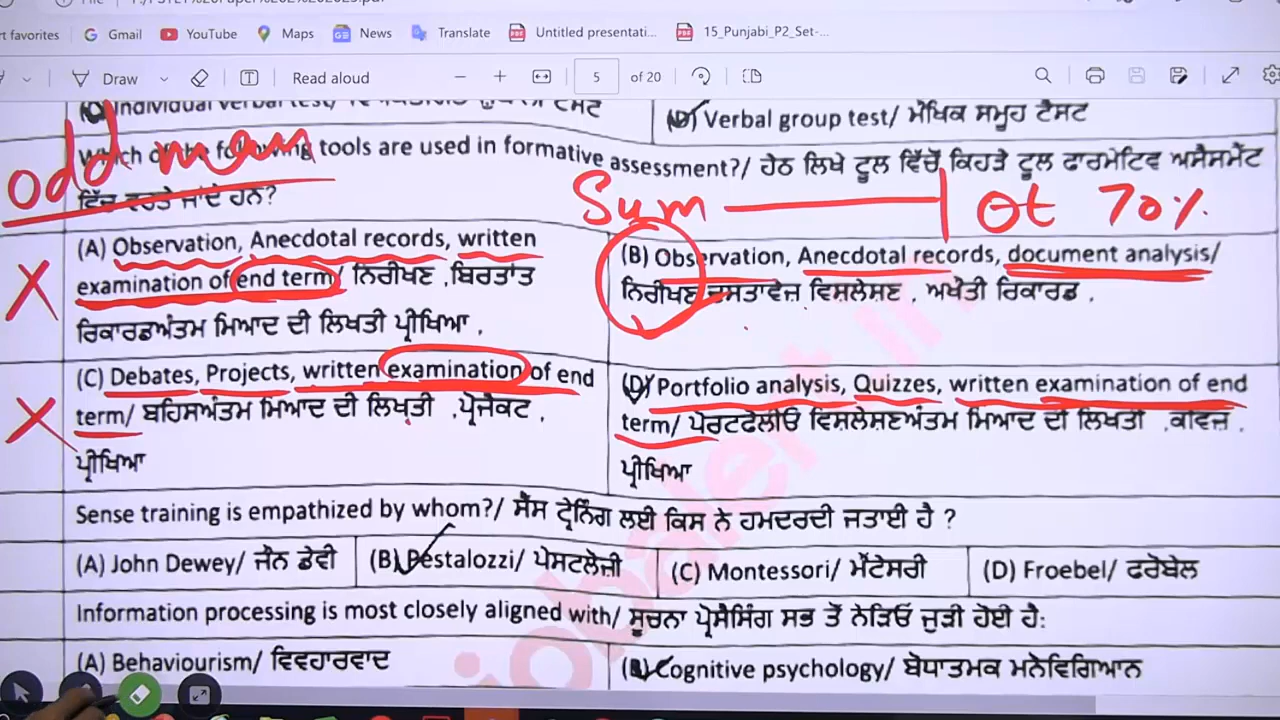 rt favorites Gmail YouTube Maps News Translate Untitled presentati... 15_Punjabi_P2_Set-...
Draw Read aloud 5 of 20
Individual verbal test/
(D) Verbal group test/ ਮੌਖਿਕ ਸਮੂਹ ਟੈਸਟ
odd man
Which of the following tools are used in formative assessment?/ ਹੇਠ ਲਿਖੇ ਟੂਲ ਵਿੱਚੋਂ ਕਿਹੜੇ ਟੂਲ ਫਾਰਮੇਟਿਵ ਅਸੈਸਮੈਂਟ
ਵਿੱਚ ਵਰਤੇ ਜਾਂਦੇ ਹਨ?
Sum 70%
(A) Observation, Anecdotal records, written
examination of end term/ ਨਿਰੀਖਣ ,ਬਿਰਤਾਂਤ
ਰਿਕਾਰਡਅੰਤਮ ਮਿਆਦ ਦੀ ਲਿਖਤੀ ਪ੍ਰੀਖਿਆ ,
(B) Observation, Anecdotal records, document analysis/
ਨਿਰੀਖਣ ਦਸਤਾਵੇਜ਼ ਵਿਸ਼ਲੇਸ਼ਣ , ਅਖੌਤੀ ਰਿਕਾਰਡ ,
(C) Debates, Projects, written examination of end
term/ ਬਹਿਸਅੰਤਮ ਮਿਆਦ ਦੀ ਲਿਖਤੀ ,ਪ੍ਰੋਜੈਕਟ ,
ਪ੍ਰੀਖਿਆ
(D) Portfolio analysis, Quizzes, written examination of end
term/ ਪੋਰਟਫੋਲੀਓ ਵਿਸ਼ਲੇਸ਼ਣਅੰਤਮ ਮਿਆਦ ਦੀ ਲਿਖਤੀ ,ਕਵਿਜ਼ ,
ਪ੍ਰੀਖਿਆ
Sense training is empathized by whom?/ ਸੈਂਸ ਟ੍ਰੇਨਿੰਗ ਲਈ ਕਿਸ ਨੇ ਹਮਦਰਦੀ ਜਤਾਈ ਹੈ ?
(A) John Dewey/ ਜੌਨ ਡੇਵੀ (B) Pestalozzi/ ਪੇਸਟਲੋਜ਼ੀ (C) Montessori/ ਮੌਂਟੇਸਰੀ (D) Froebel/ ਫਰੋਬੇਲ
Information processing is most closely aligned with/ ਸੂਚਨਾ ਪ੍ਰੋਸੈਸਿੰਗ ਸਭ ਤੋਂ ਨੇੜਿਓਂ ਜੁੜੀ ਹੋਈ ਹੈ:
(A) Behaviourism/ ਵਿਵਹਾਰਵਾਦ Cognitive psychology/ ਬੋਧਾਤਮਕ ਮਨੋਵਿਗਿਆਨ